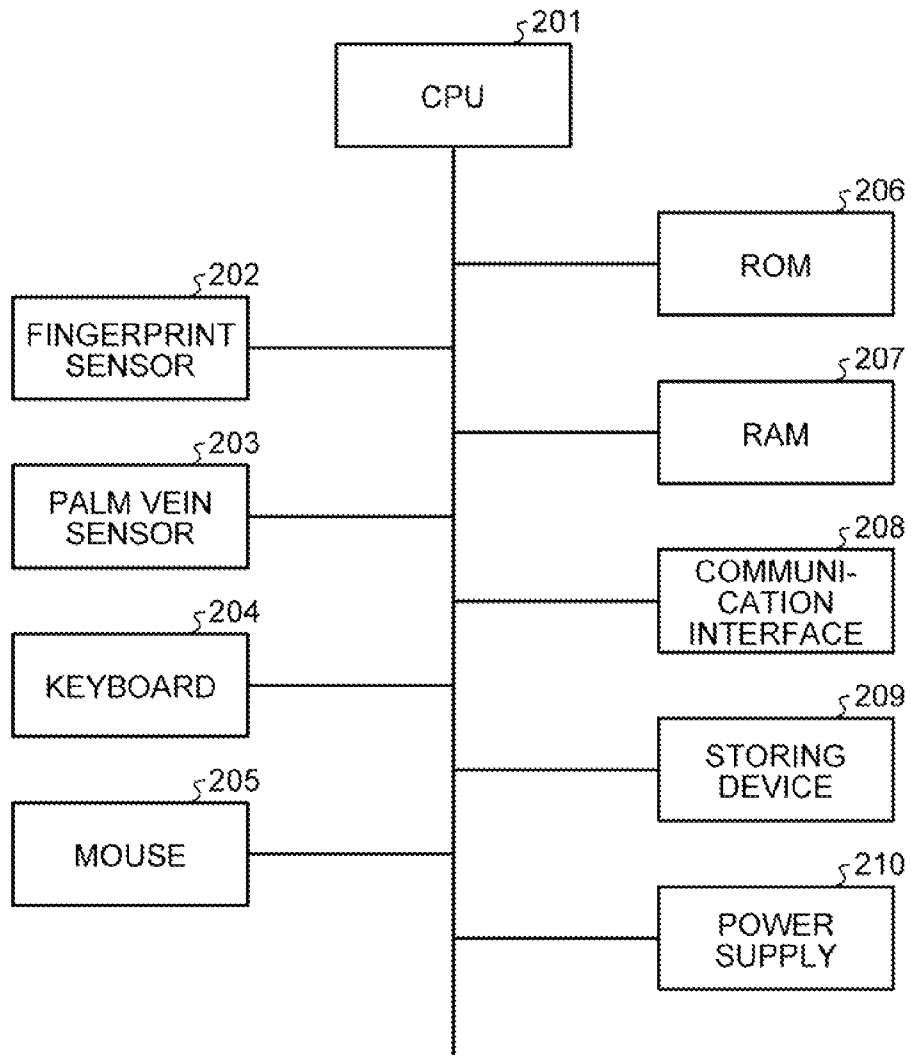 201
CPU
206
ROM
202
FINGERPRINT
SENSOR
207
RAM
203
PALM VEIN
SENSOR
208
COMMUNI-
CATION
INTERFACE
204
KEYBOARD
209
STORING
DEVICE
205
MOUSE
210
POWER
SUPPLY